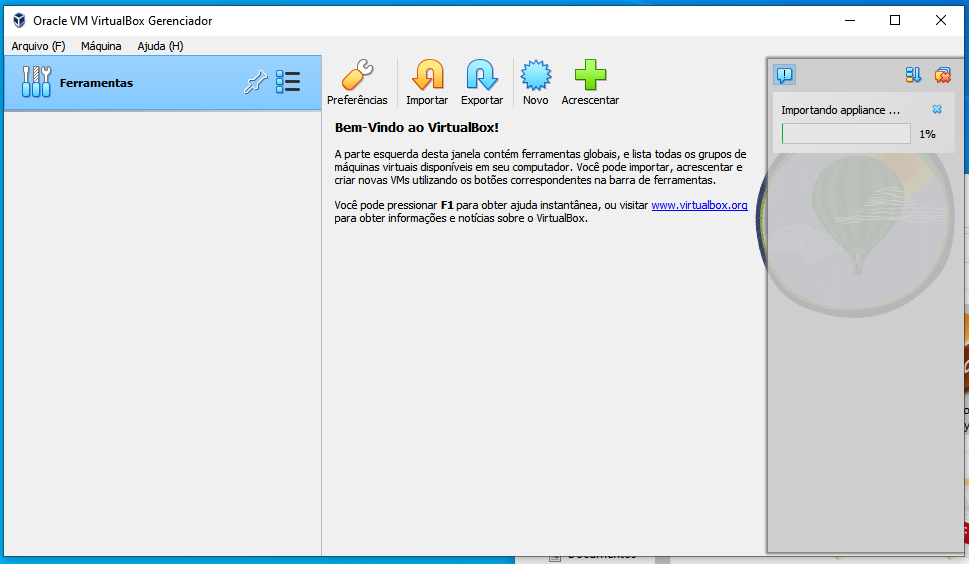 Oracle VM VirtualBox Gerenciador
Arquivo (F) Máquina Ajuda (H)
Ferramentas
Preferências Importar Exportar Novo Acrescentar
Importando appliance ...
1%
Bem-Vindo ao VirtualBox!
A parte esquerda desta janela contém ferramentas globais, e lista todas os grupos de
máquinas virtuais disponíveis em seu computador. Você pode importar, acrescentar e
criar novas VMs utilizando os botões correspondentes na barra de ferramentas.
Você pode pressionar F1 para obter ajuda instantânea, ou visitar www.virtualbox.org
para obter informações e notícias sobre o VirtualBox.